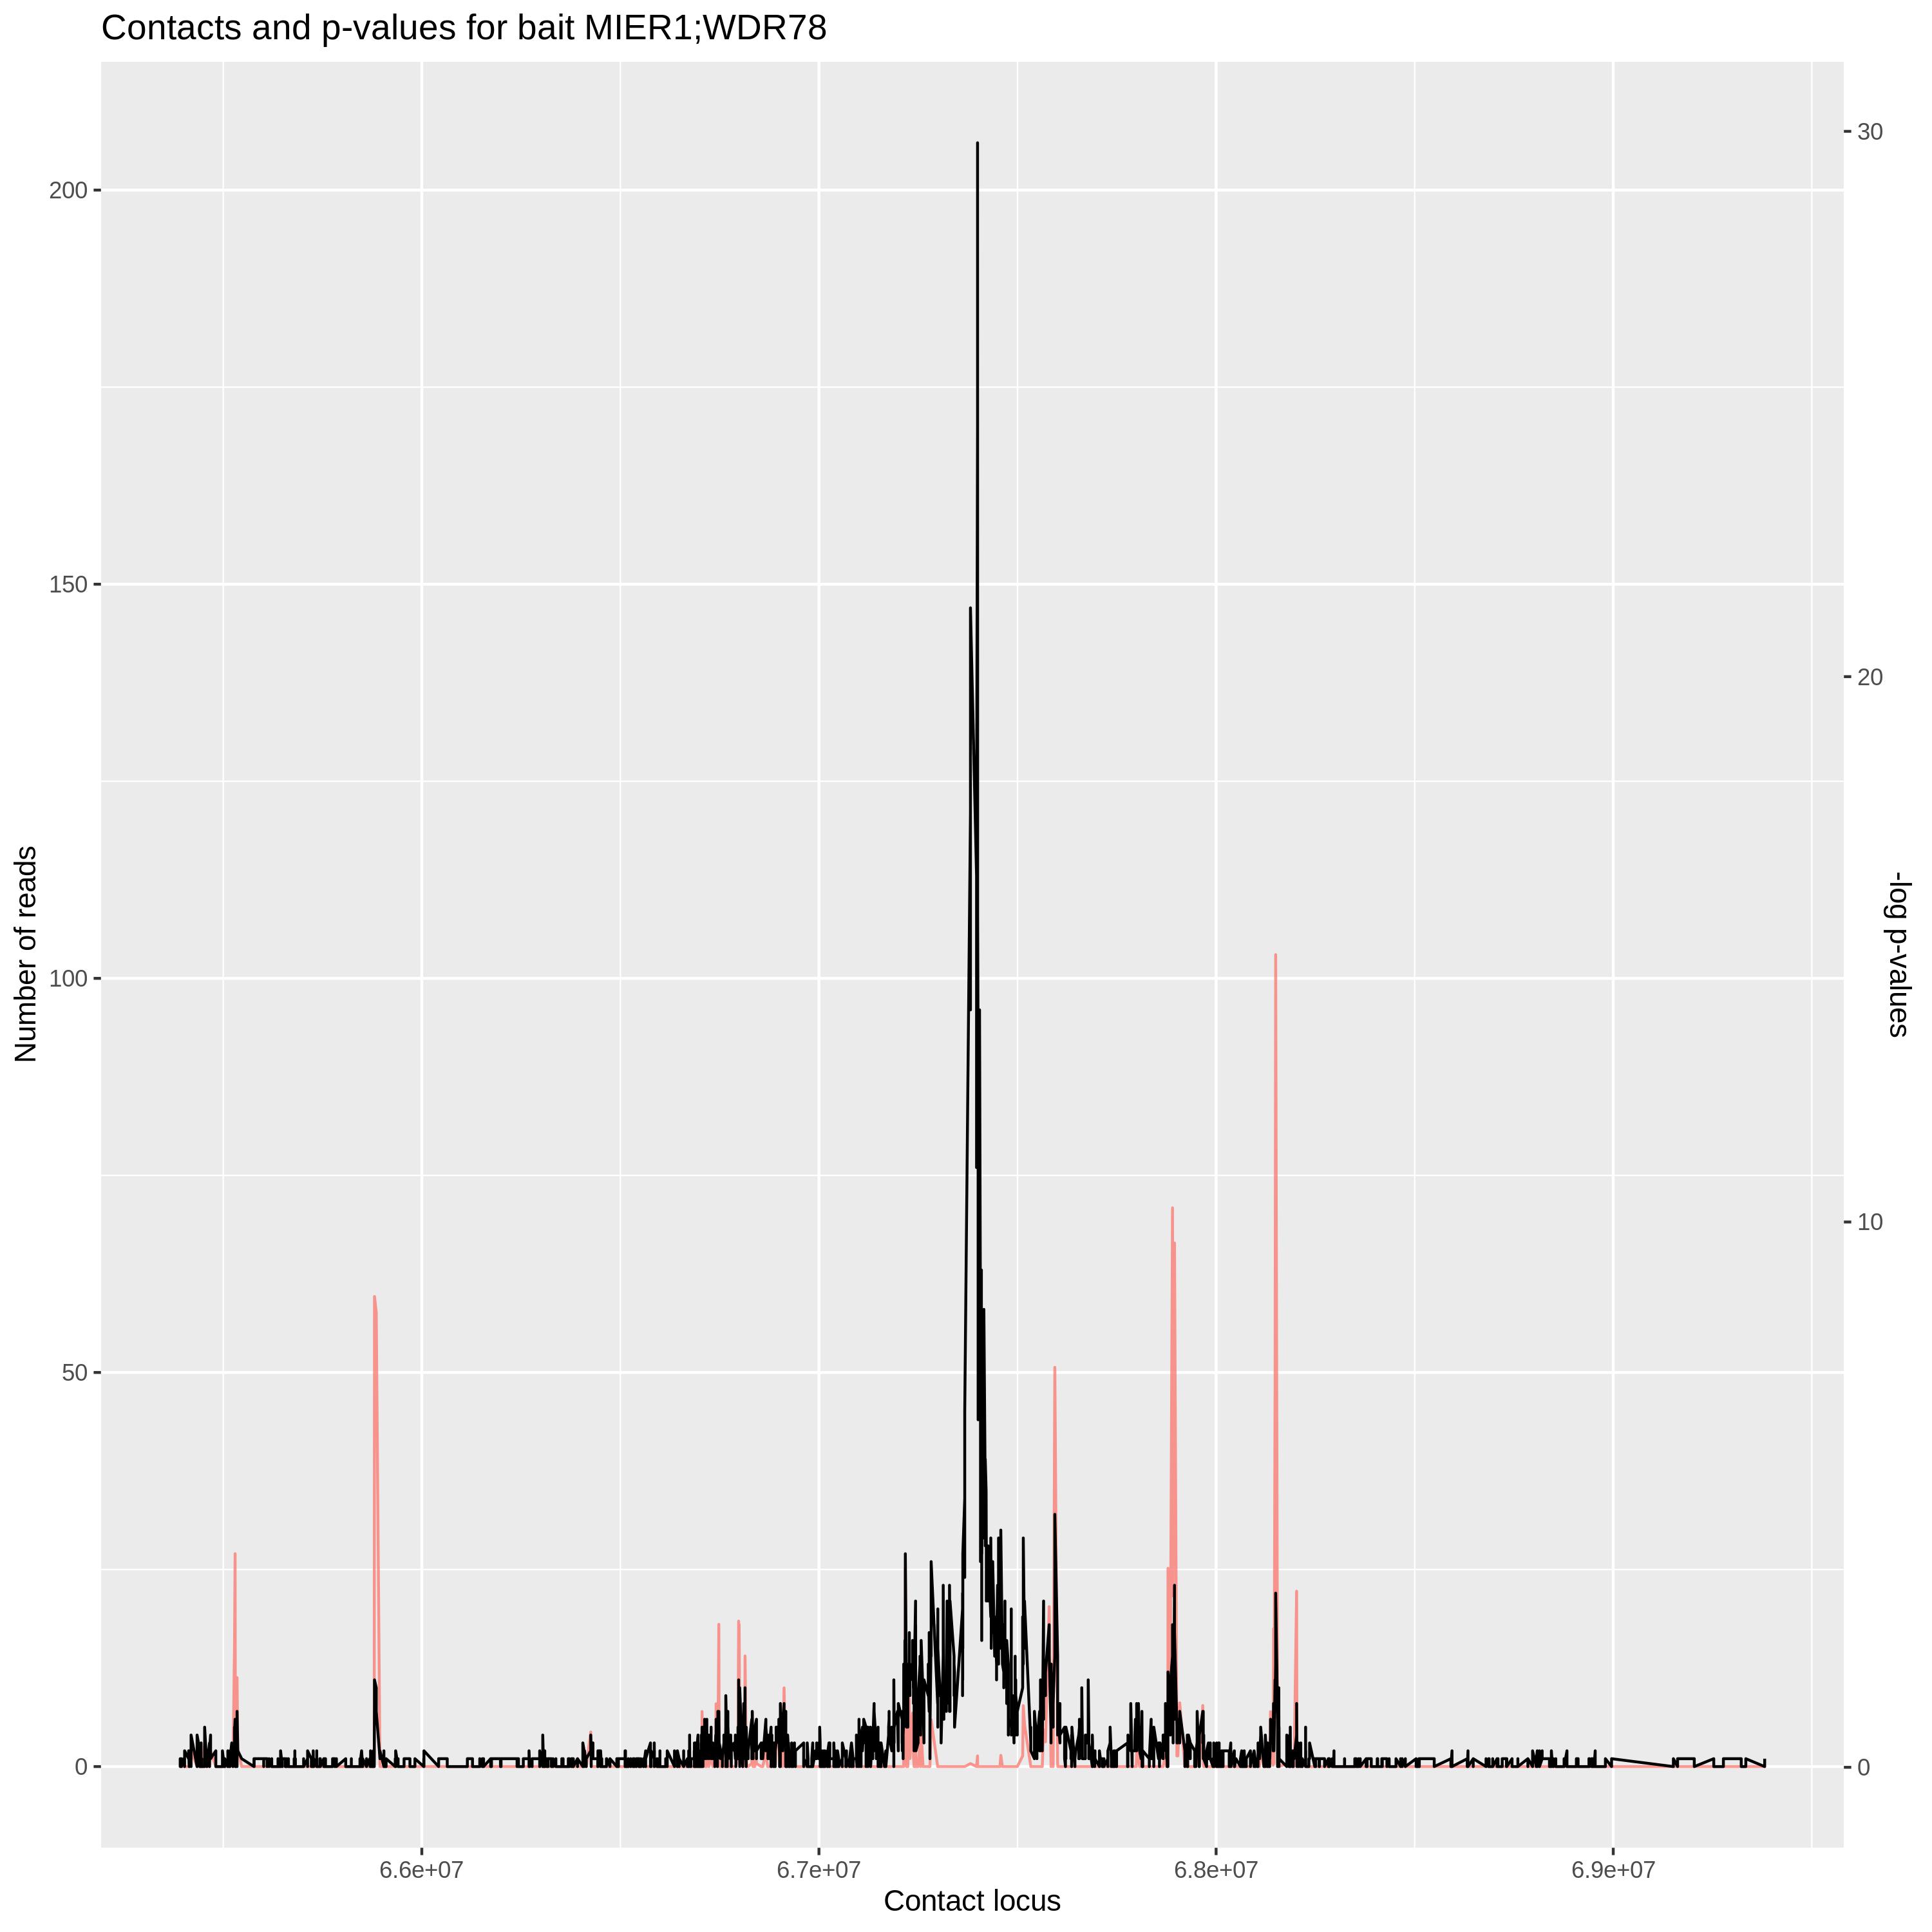 Contacts and p-values for bait MIER1;WDR78
30
200
20
150
Number of reads
-log p-values
100
10
50
0
0
6.6e+07 6.7e+07 6.8e+07 6.9e+07
Contact locus